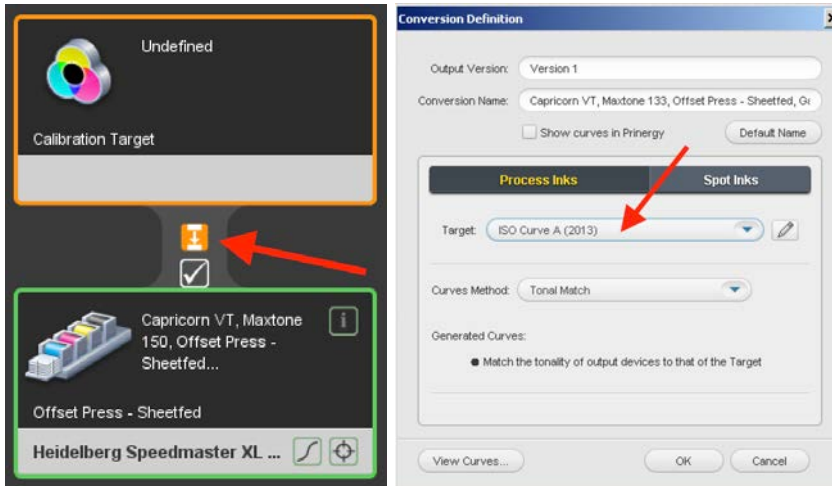 Undefined
Calibration Target
Capricorn VT, Maxtone
150, Offset Press -
Sheetfed...
i
Offset Press - Sheetfed
Heidelberg Speedmaster XL ...
Conversion Definition
Output Version: Version 1
Conversion Name: Capricorn VT, Maxtone 133, Offset Press - Sheetfed, Gr
Show curves in Prinergy Default Name
Process Inks Spot Inks
Target: ISO Curve A (2013)
Curves Method: Tonal Match
Generated Curves:
● Match the tonality of output devices to that of the Target
View Curves... OK Cancel